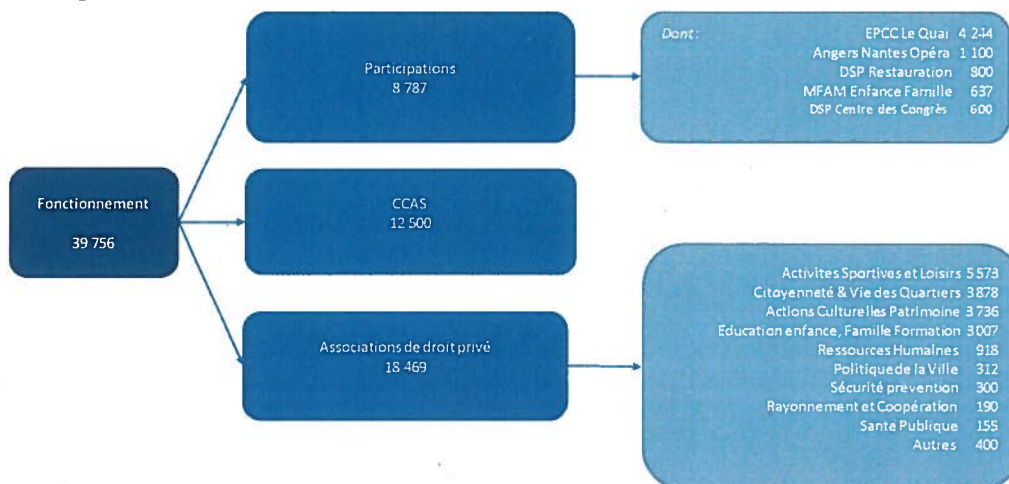 Fonctionnement
39 756
Participations
8 787
Dont :
EPCC Le Quai 4 244
Angers Nantes Opéra 1 100
DSP Restauration 800
MFAM Enfance Famille 637
DSP Centre des Congrès 600
CCAS
12 500
Associations de droit privé
18 469
Activites Sportives et Loisirs 5 573
Citoyenneté & Vie des Quartiers 3 878
Actions Culturelles Patrimoine 3 736
Education enfance, Famille Formation 3 007
Ressources Humaines 918
Politique de la Ville 312
Sécurité prévention 300
Rayonnement et Coopération 190
Sante Publique 155
Autres 400